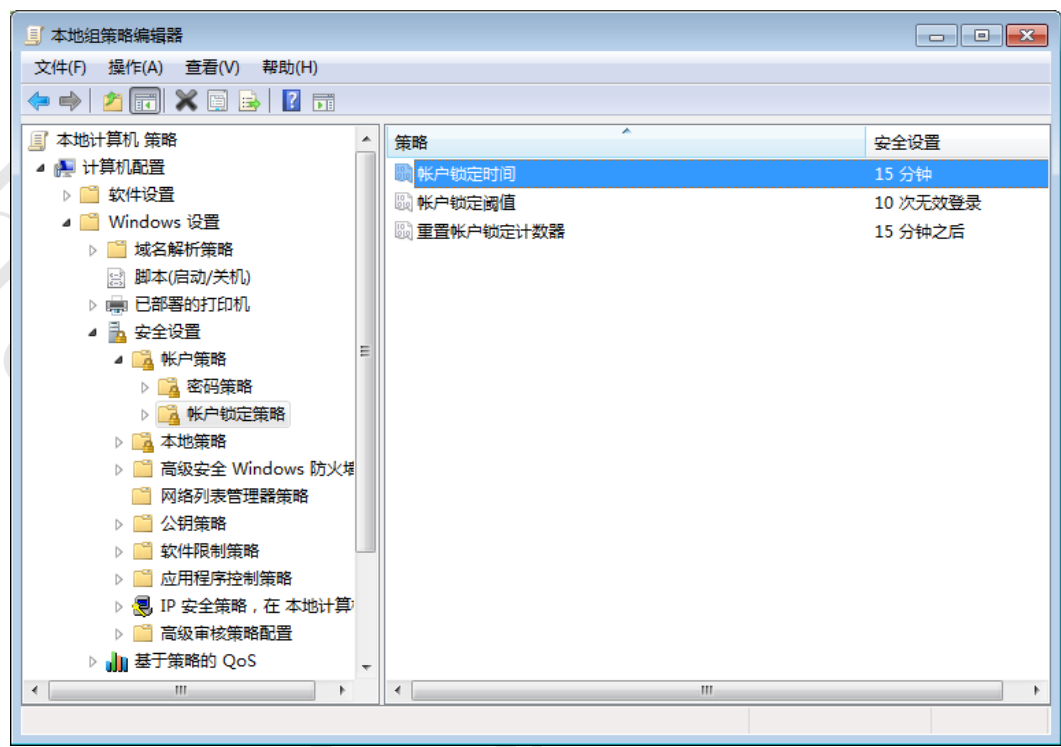 本地组策略编辑器
文件(F) 操作(A) 查看(V) 帮助(H)
本地计算机 策略
计算机配置
软件设置
Windows 设置
域名解析策略
脚本(启动/关机)
已部署的打印机
安全设置
帐户策略
密码策略
帐户锁定策略
本地策略
高级安全 Windows 防火墙
网络列表管理器策略
公钥策略
软件限制策略
应用程序控制策略
IP 安全策略，在 本地计算
高级审核策略配置
基于策略的 QoS
策略 安全设置
帐户锁定时间 15 分钟
帐户锁定阈值 10 次无效登录
重置帐户锁定计数器 15 分钟之后